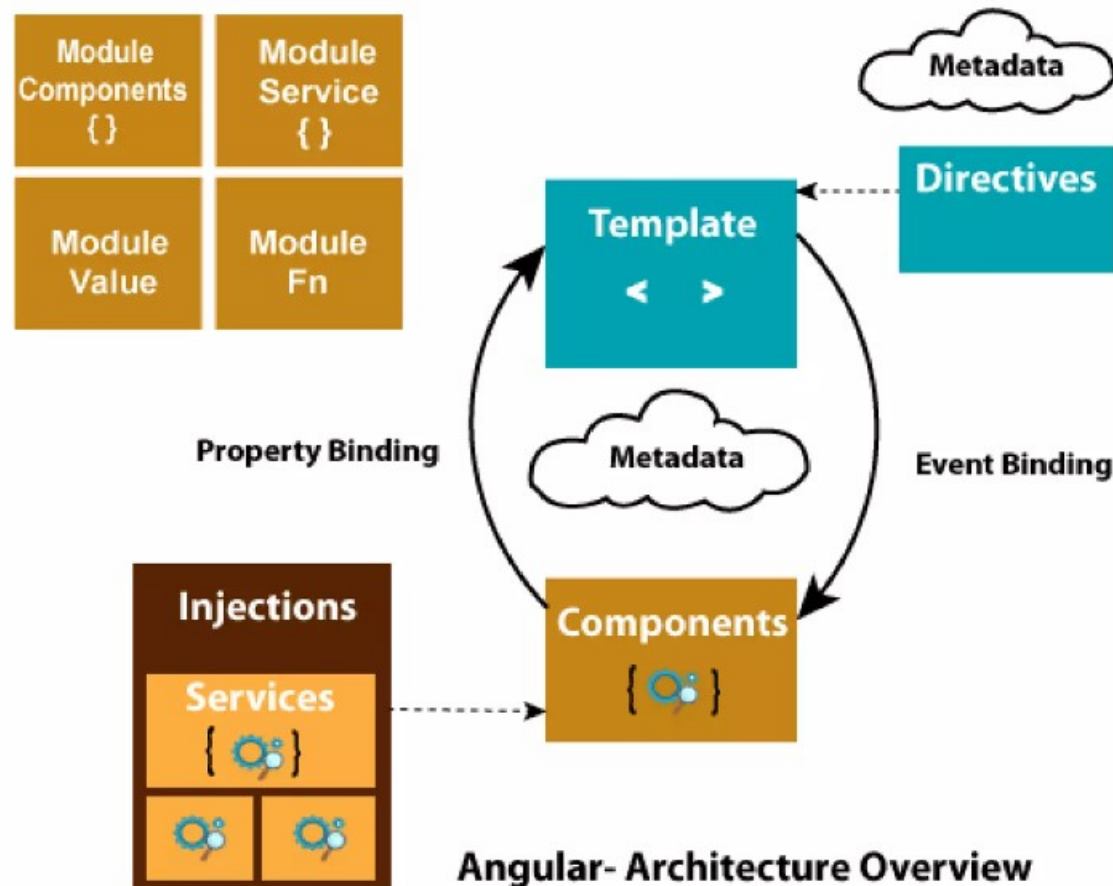 Module
Components
{ }
Module
Service
{ }
Module
Value
Module
Fn
Metadata
Directives
Template
< >
Property Binding
Metadata
Event Binding
Injections
Services
{ }
Components
{ }
Angular- Architecture Overview